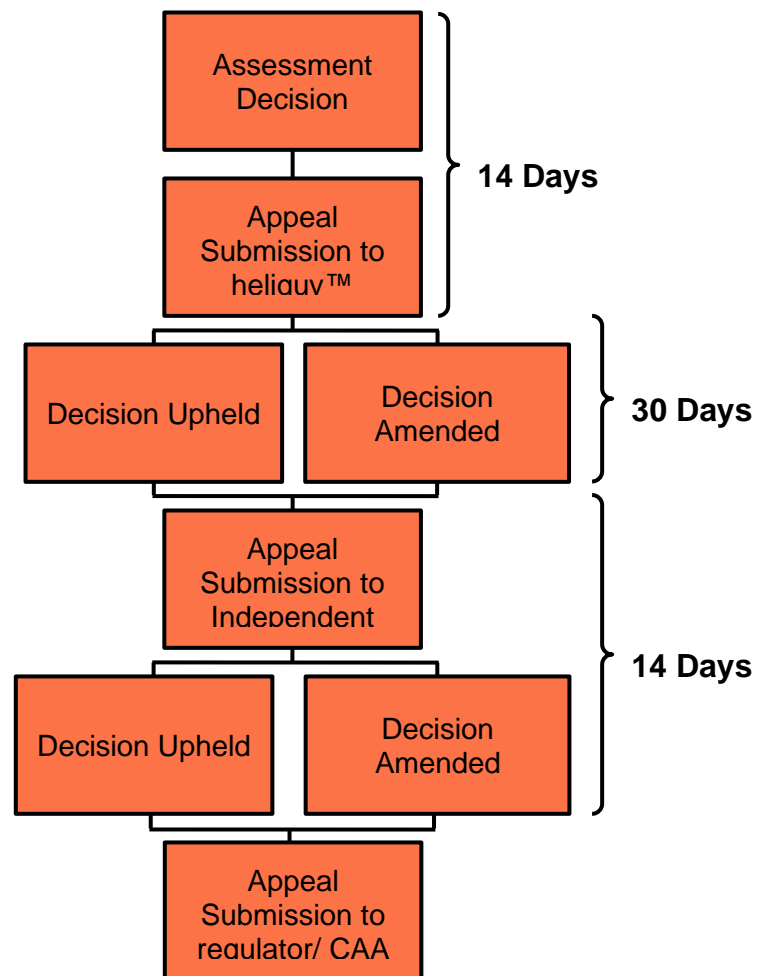 Assessment
Decision
14 Days
Appeal
Submission to
heliguy™
Decision Upheld
Decision
Amended
30 Days
Appeal
Submission to
Independent
14 Days
Decision Upheld
Decision
Amended
Appeal
Submission to
regulator/ CAA